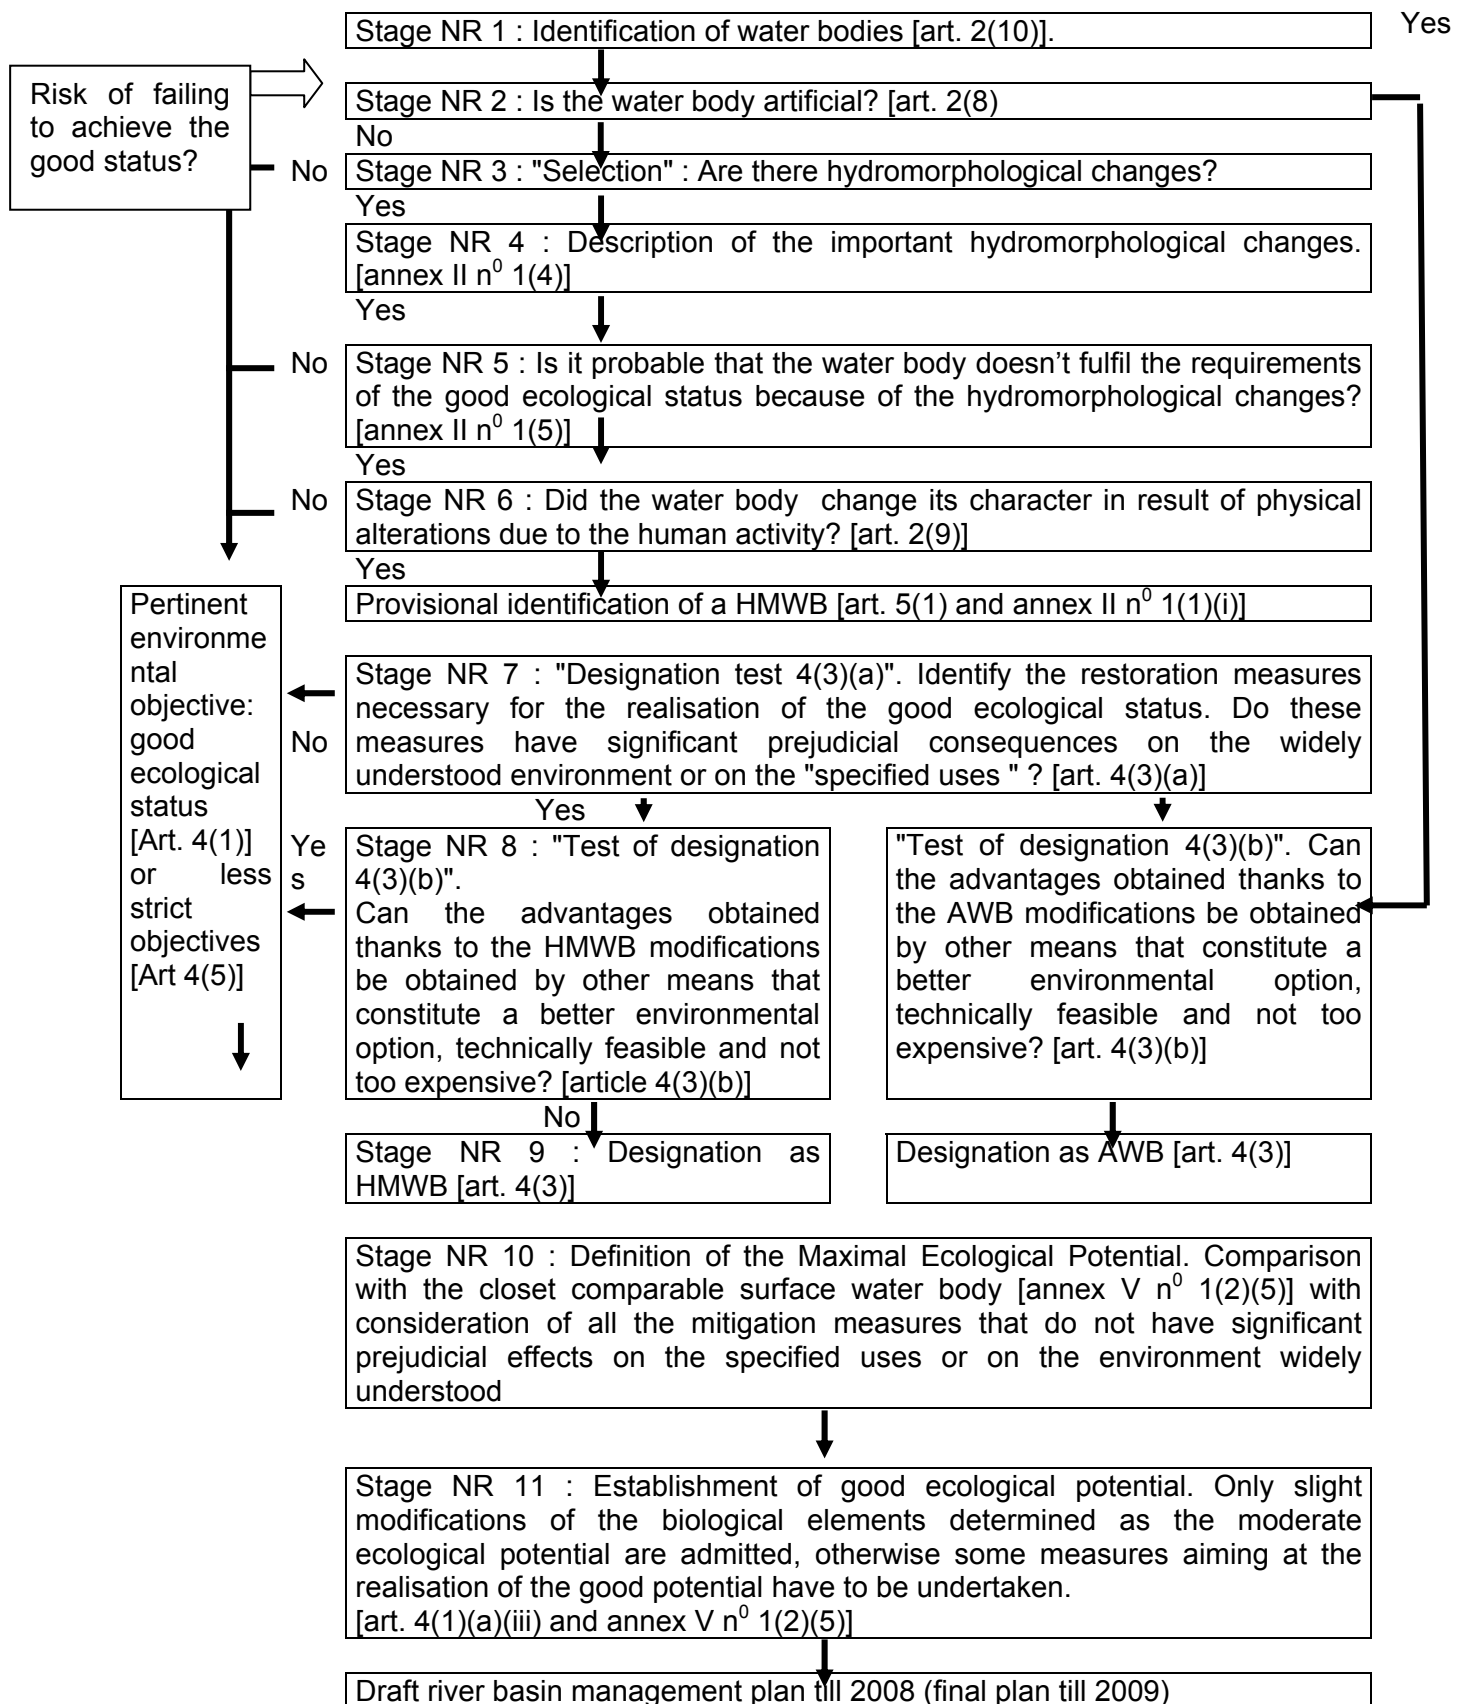 Stage NR 1 : Identification of water bodies [art. 2(10)].
Yes
Risk of failing
to achieve the
good status?
Stage NR 2 : Is the water body artificial? [art. 2(8)
No
No
Stage NR 3 : "Selection" : Are there hydromorphological changes?
Yes
Stage NR 4 : Description of the important hydromorphological changes.
[annex II n⁰ 1(4)]
Yes
No
Stage NR 5 : Is it probable that the water body doesn’t fulfil the requirements
of the good ecological status because of the hydromorphological changes?
[annex II n⁰ 1(5)]
Yes
No
Stage NR 6 : Did the water body change its character in result of physical
alterations due to the human activity? [art. 2(9)]
Yes
Provisional identification of a HMWB [art. 5(1) and annex II n⁰ 1(1)(i)]
Pertinent
environme
ntal
objective:
good
ecological
status
[Art. 4(1)]
or less
strict
objectives
[Art 4(5)]
No
Stage NR 7 : "Designation test 4(3)(a)". Identify the restoration measures
necessary for the realisation of the good ecological status. Do these
measures have significant prejudicial consequences on the widely
understood environment or on the "specified uses " ? [art. 4(3)(a)]
Yes
Ye
s
Stage NR 8 : "Test of designation
4(3)(b)".
Can the advantages obtained
thanks to the HMWB modifications
be obtained by other means that
constitute a better environmental
option, technically feasible and not
too expensive? [article 4(3)(b)]
"Test of designation 4(3)(b)". Can
the advantages obtained thanks to
the AWB modifications be obtained
by other means that constitute a
better environmental option,
technically feasible and not too
expensive? [art. 4(3)(b)]
No
Stage NR 9 : Designation as
HMWB [art. 4(3)]
Designation as AWB [art. 4(3)]
Stage NR 10 : Definition of the Maximal Ecological Potential. Comparison
with the closet comparable surface water body [annex V n⁰ 1(2)(5)] with
consideration of all the mitigation measures that do not have significant
prejudicial effects on the specified uses or on the environment widely
understood
Stage NR 11 : Establishment of good ecological potential. Only slight
modifications of the biological elements determined as the moderate
ecological potential are admitted, otherwise some measures aiming at the
realisation of the good potential have to be undertaken.
[art. 4(1)(a)(iii) and annex V n⁰ 1(2)(5)]
Draft river basin management plan till 2008 (final plan till 2009)